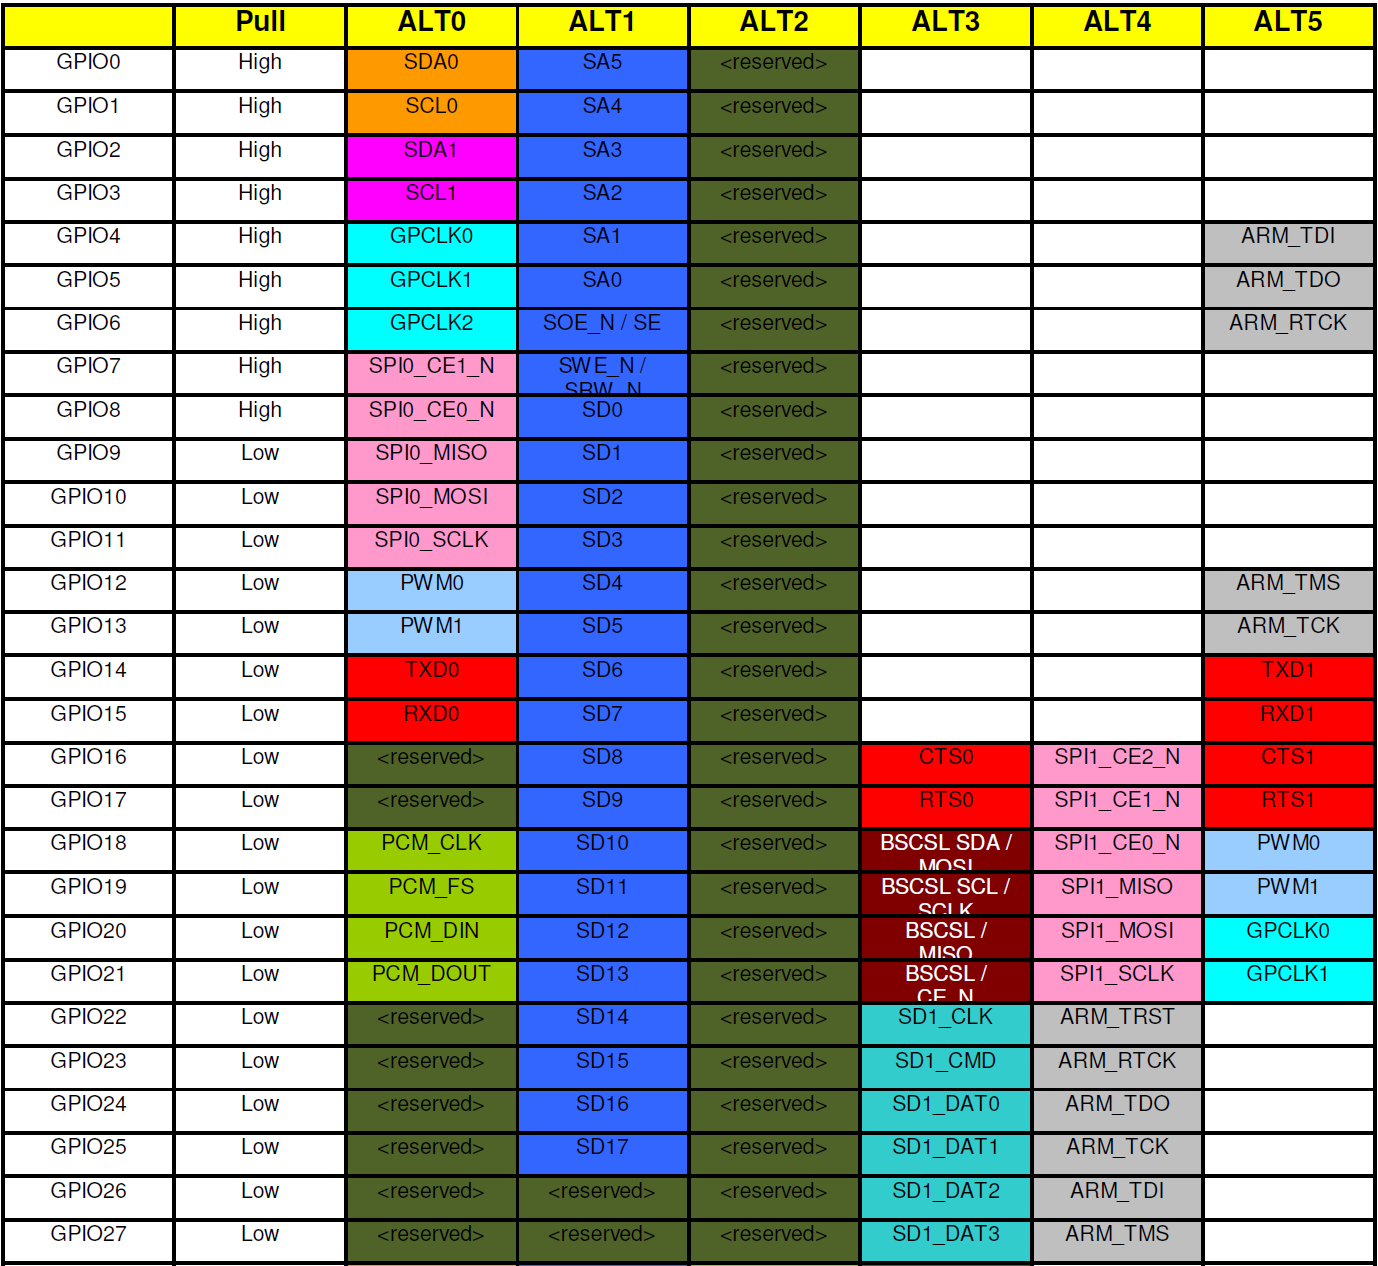 Pull ALT0 ALT1 ALT2 ALT3 ALT4 ALT5
GPIO0 High SDA0 SA5 <reserved>
GPIO1 High SCL0 SA4 <reserved>
GPIO2 High SDA1 SA3 <reserved>
GPIO3 High SCL1 SA2 <reserved>
GPIO4 High GPCLK0 SA1 <reserved> ARM_TDI
GPIO5 High GPCLK1 SA0 <reserved> ARM_TDO
GPIO6 High GPCLK2 SOE_N / SE <reserved> ARM_RTCK
GPIO7 High SPI0_CE1_N SWE_N / <reserved>
SRW_N
GPIO8 High SPI0_CE0_N SD0 <reserved>
GPIO9 Low SPI0_MISO SD1 <reserved>
GPIO10 Low SPI0_MOSI SD2 <reserved>
GPIO11 Low SPI0_SCLK SD3 <reserved>
GPIO12 Low PWM0 SD4 <reserved> ARM_TMS
GPIO13 Low PWM1 SD5 <reserved> ARM_TCK
GPIO14 Low TXD0 SD6 <reserved> TXD1
GPIO15 Low RXD0 SD7 <reserved> RXD1
GPIO16 Low <reserved> SD8 <reserved> CTS0 SPI1_CE2_N CTS1
GPIO17 Low <reserved> SD9 <reserved> RTS0 SPI1_CE1_N RTS1
GPIO18 Low PCM_CLK SD10 <reserved> BSCSL SDA / SPI1_CE0_N PWM0
MOSI
GPIO19 Low PCM_FS SD11 <reserved> BSCSL SCL / SPI1_MISO PWM1
SCLK
GPIO20 Low PCM_DIN SD12 <reserved> BSCSL / SPI1_MOSI GPCLK0
MISO
GPIO21 Low PCM_DOUT SD13 <reserved> BSCSL / SPI1_SCLK GPCLK1
CE_N
GPIO22 Low <reserved> SD14 <reserved> SD1_CLK ARM_TRST
GPIO23 Low <reserved> SD15 <reserved> SD1_CMD ARM_RTCK
GPIO24 Low <reserved> SD16 <reserved> SD1_DAT0 ARM_TDO
GPIO25 Low <reserved> SD17 <reserved> SD1_DAT1 ARM_TCK
GPIO26 Low <reserved> <reserved> <reserved> SD1_DAT2 ARM_TDI
GPIO27 Low <reserved> <reserved> <reserved> SD1_DAT3 ARM_TMS